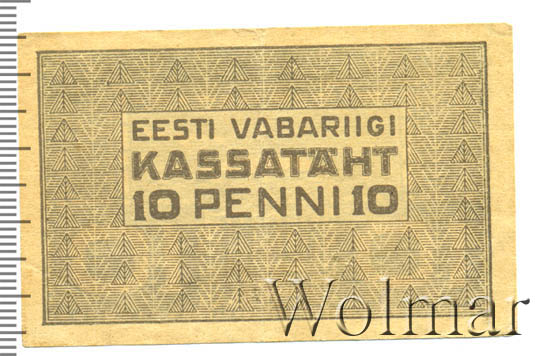 EESTI VABARIIGI
KASSATÄHT
10 PENNI 10
Wolmar